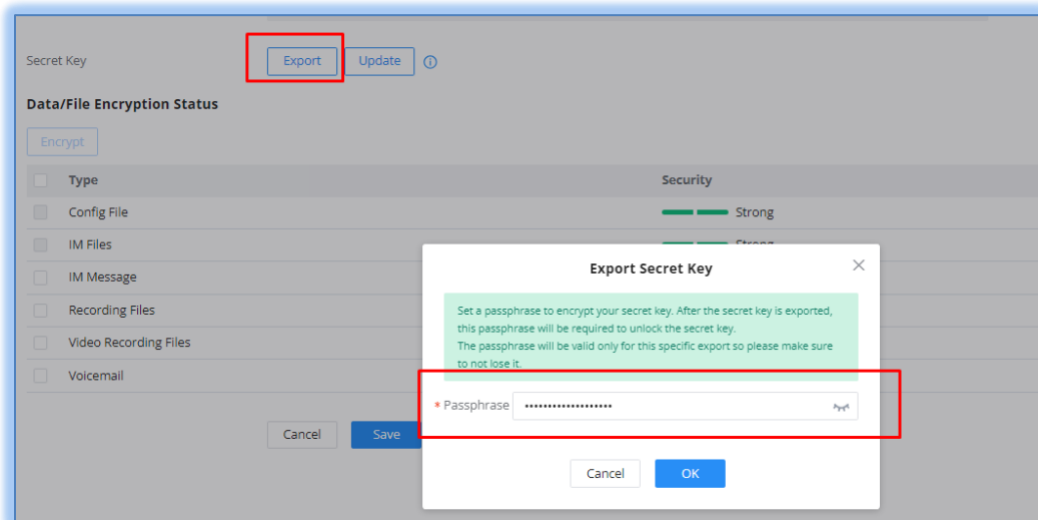 Secret Key
Export
Update
Data/File Encryption Status
Encrypt
Type
Security
Config File
Strong
IM Files
Strong
IM Message
Recording Files
Video Recording Files
Voicemail
Cancel
Save
Export Secret Key
Set a passphrase to encrypt your secret key. After the secret key is exported,
this passphrase will be required to unlock the secret key.
The passphrase will be valid only for this specific export so please make sure
to not lose it.
* Passphrase •••••••••••••••••••
Cancel
OK